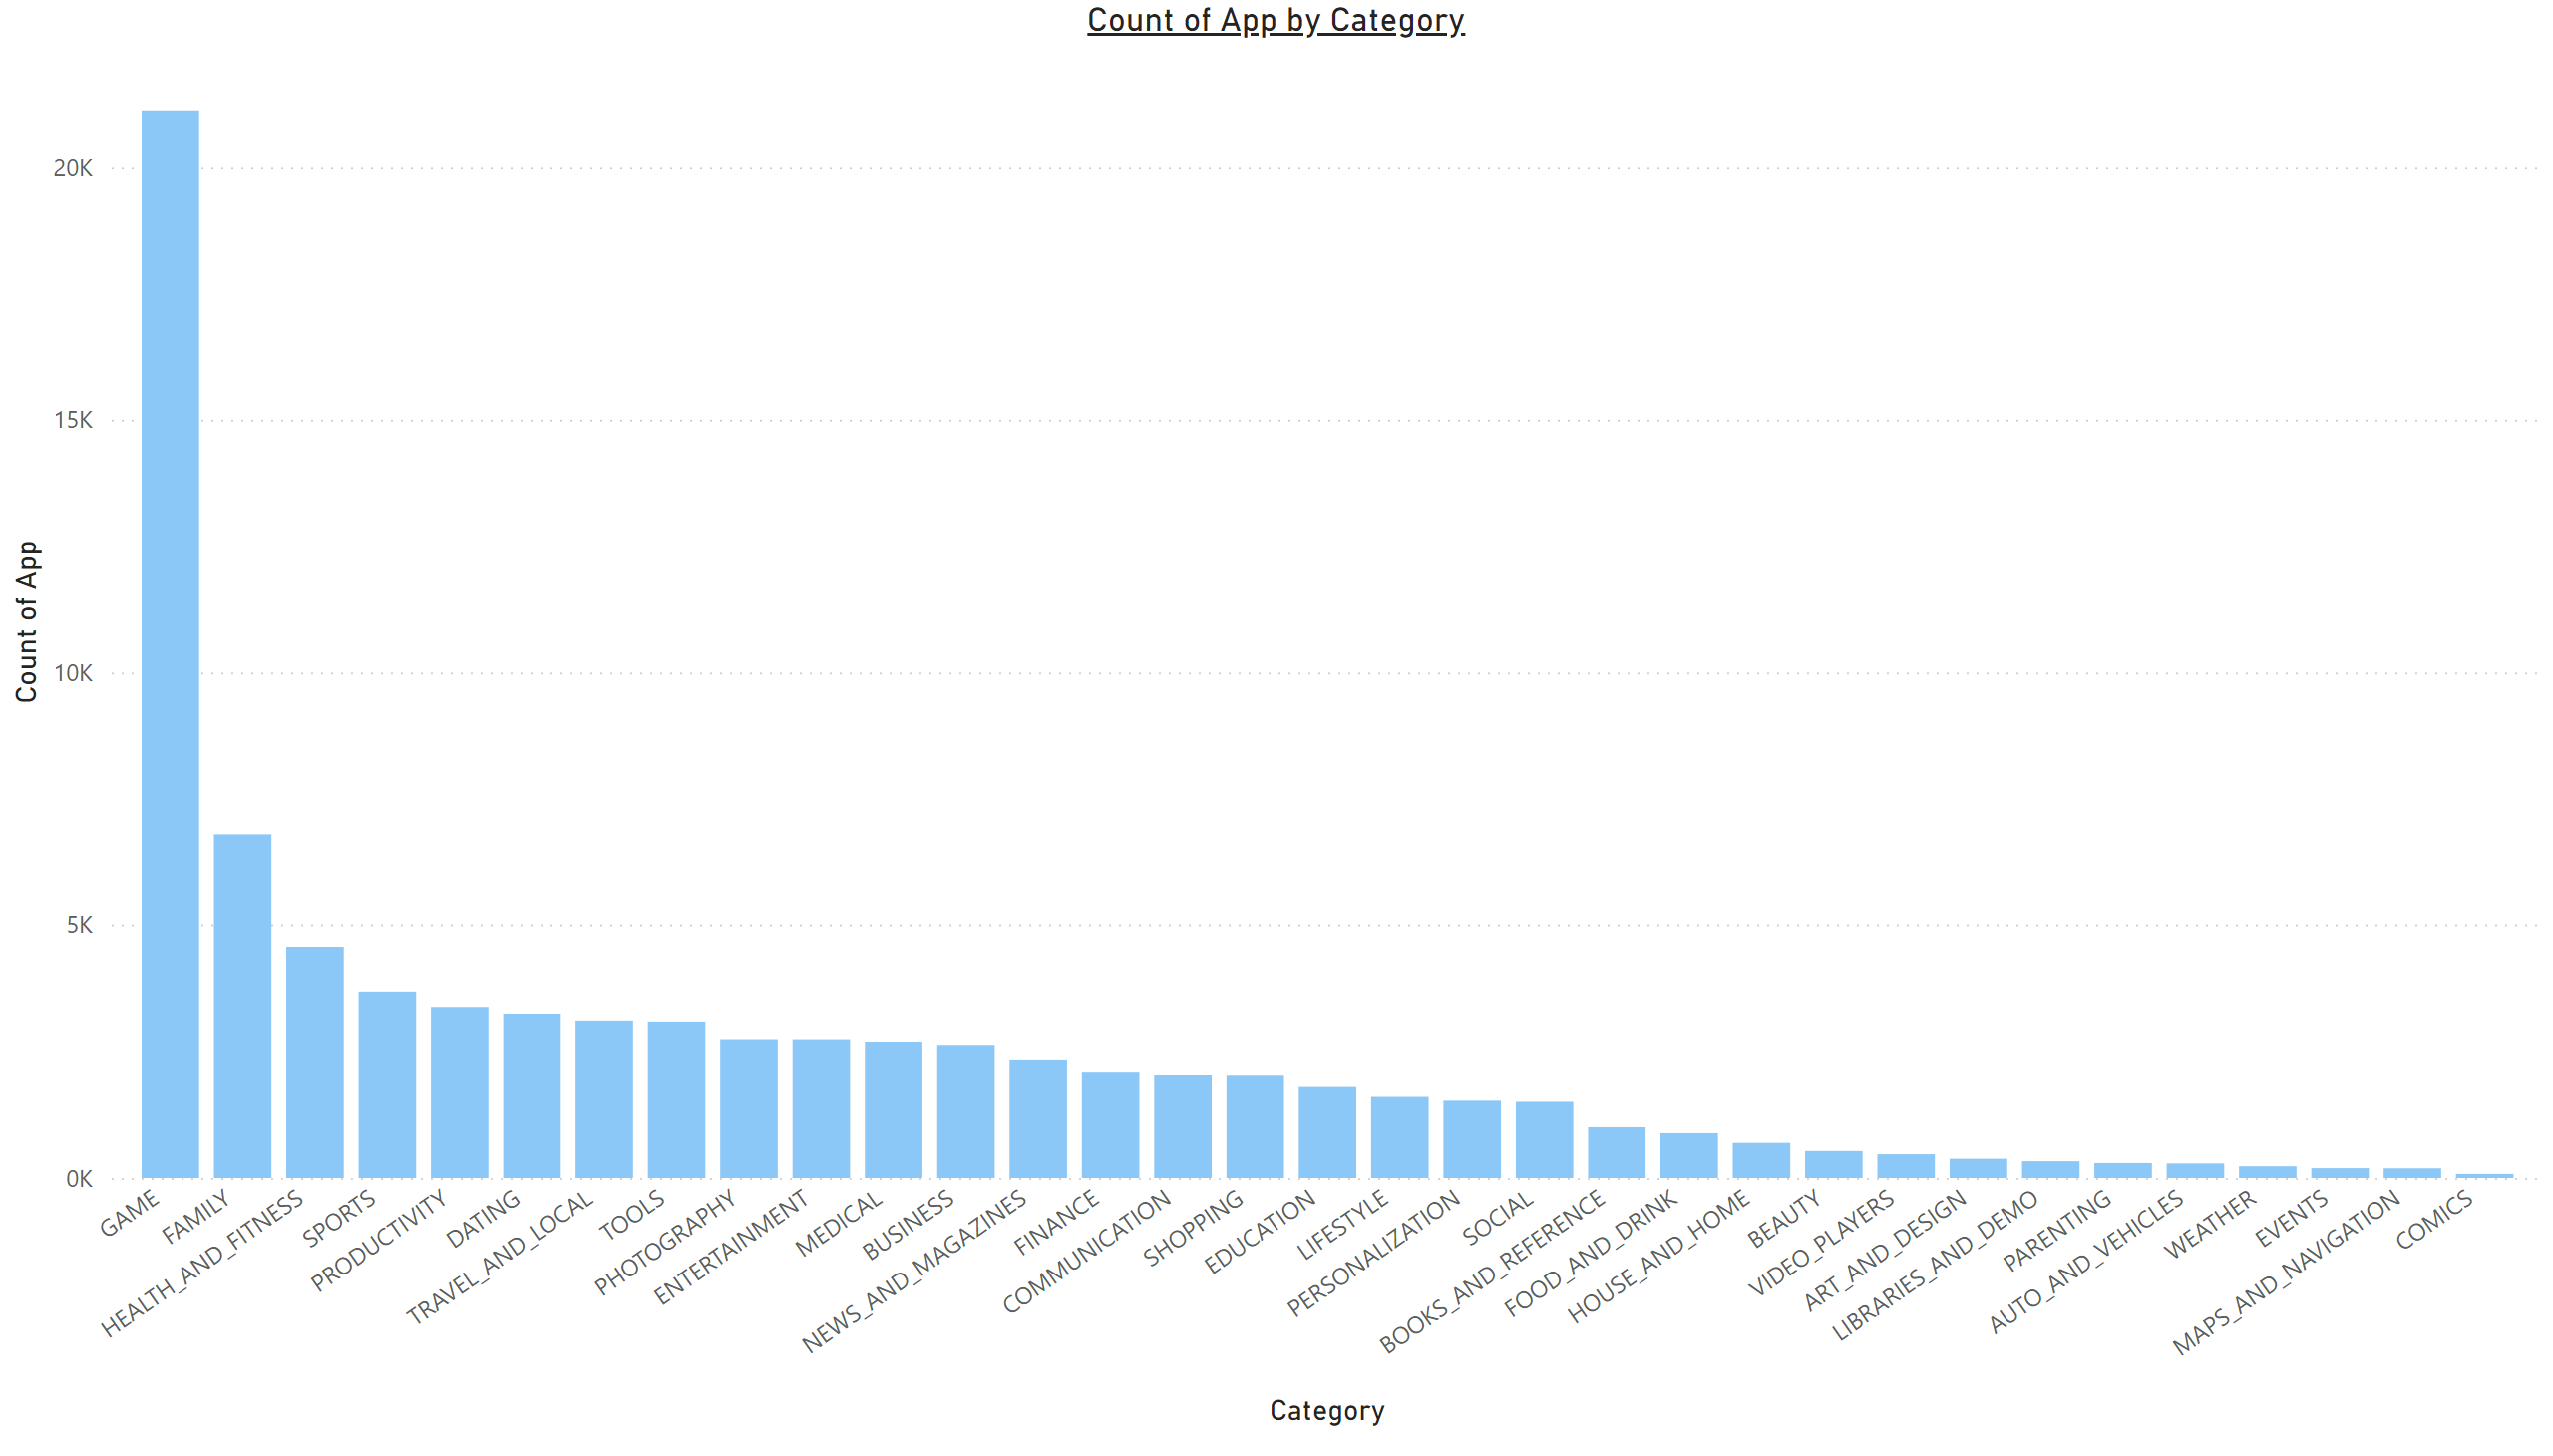 Count of App by Category
20K
15K
10K
5K
0K
Count of App
GAME
FAMILY
HEALTH_AND_FITNESS
SPORTS
PRODUCTIVITY
DATING
TRAVEL_AND_LOCAL
TOOLS
PHOTOGRAPHY
ENTERTAINMENT
MEDICAL
BUSINESS
NEWS_AND_MAGAZINES
FINANCE
COMMUNICATION
SHOPPING
EDUCATION
LIFESTYLE
PERSONALIZATION
SOCIAL
BOOKS_AND_REFERENCE
FOOD_AND_DRINK
HOUSE_AND_HOME
BEAUTY
VIDEO_PLAYERS
ART_AND_DESIGN
LIBRARIES_AND_DEMO
PARENTING
AUTO_AND_VEHICLES
WEATHER
EVENTS
MAPS_AND_NAVIGATION
COMICS
Category